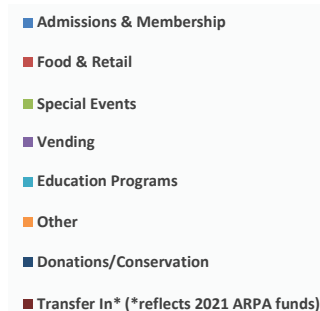 Admissions & Membership
Food & Retail
Special Events
Vending
Education Programs
Other
Donations/Conservation
Transfer In* (*reflects 2021 ARPA funds)